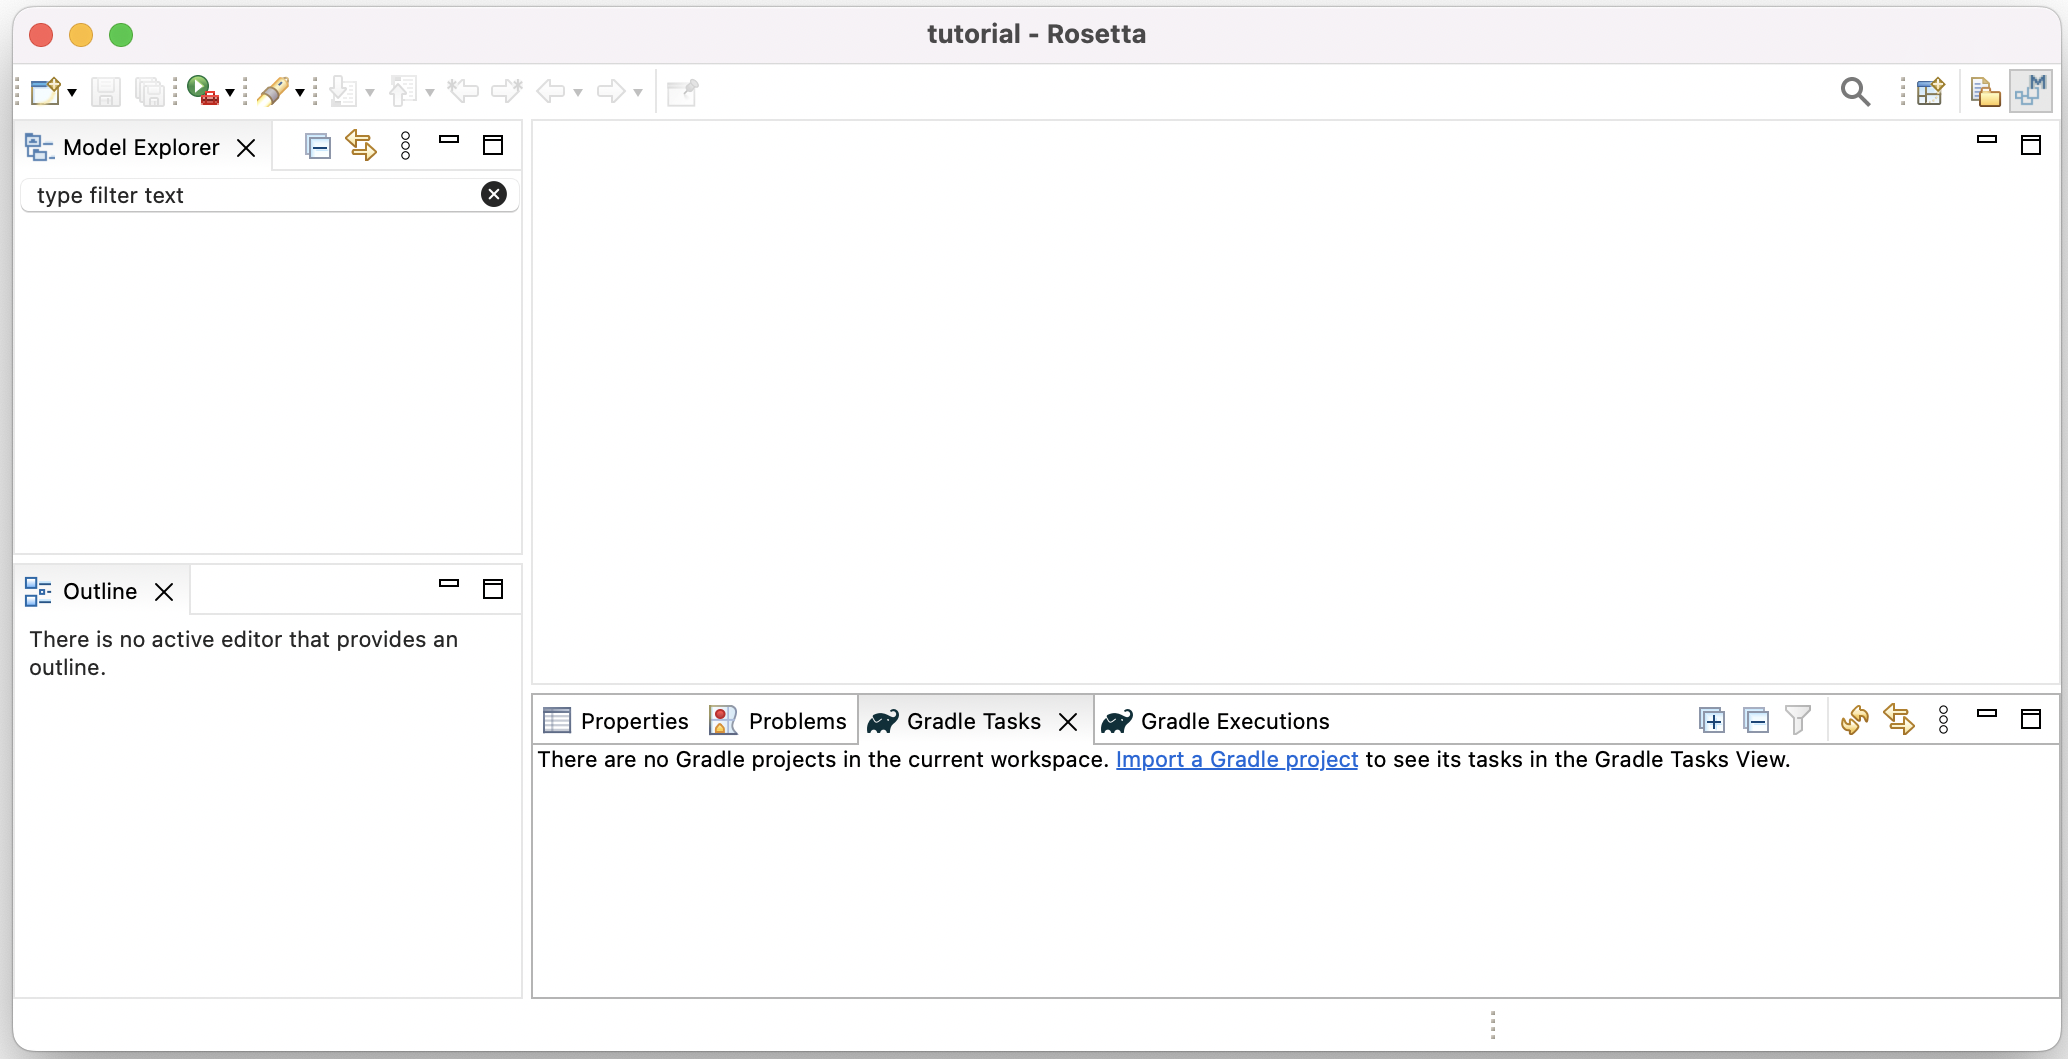 tutorial - Rosetta
Model Explorer
type filter text
Outline
There is no active editor that provides an
outline.
Properties Problems Gradle Tasks Gradle Executions
There are no Gradle projects in the current workspace. Import a Gradle project to see its tasks in the Gradle Tasks View.